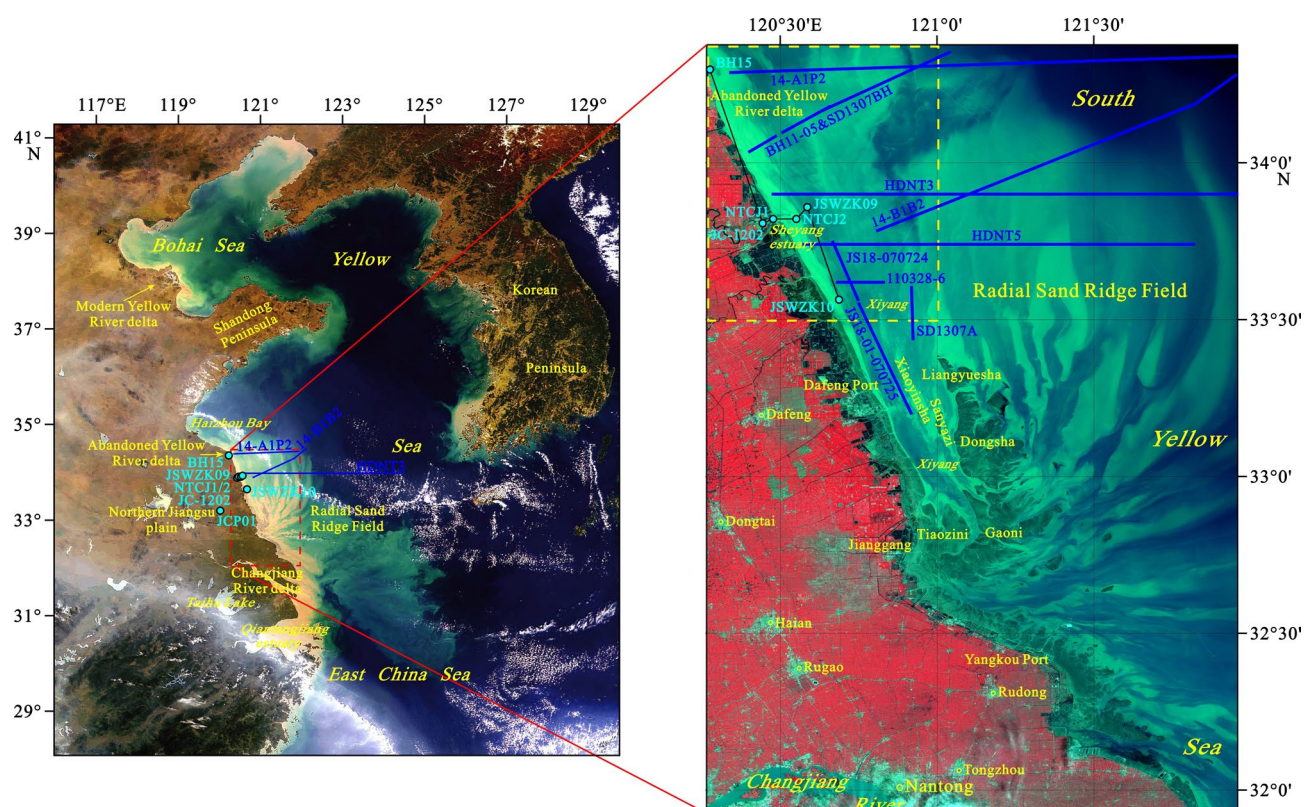 117°E 119° 121° 123° 125° 127° 129°
41°
N
39°
37°
35°
33°
31°
29°
Bohai Sea
Yellow
Modern Yellow
River delta
Shandong
Peninsula
Korean
Peninsula
Haizhou Bay
Abandoned Yellow
River delta
14-A1P2
14-B1B2
Sea
BH15
JSWZK09
NTCJ1/2
JC-1202
HDNT3
JSWZK10
JCP01
Northern Jiangsu
plain
Radial Sand
Ridge Field
Changjiang
River delta
Taihu Lake
Qiantangjiang
estuary
East China Sea
120°30'E 121°0' 121°30'
34°0'
N
33°30'
33°0'
32°30'
32°0'
BH15
14-A1P2
South
Abandoned Yellow
River delta
BH11-05&SD1307BH
HDNT3
JSWZK09
NTCJ1
NTCJ2
14-B1B2
JC-1202
Sheyang
estuary
HDNT5
JS18-070724
110328-6
JSWZK10
Xiyang
Radial Sand Ridge Field
JS18-01-070725
SD1307A
Dafeng Port
Xiaoyinsha
Liangyuesha
Sanyazi
Dafeng
Dongsha
Yellow
Xiyang
Dongtai
Tiaozini
Gaoni
Jianggang
Haian
Yangkou Port
Rugao
Rudong
Sea
Tongzhou
Changjiang
River
Nantong